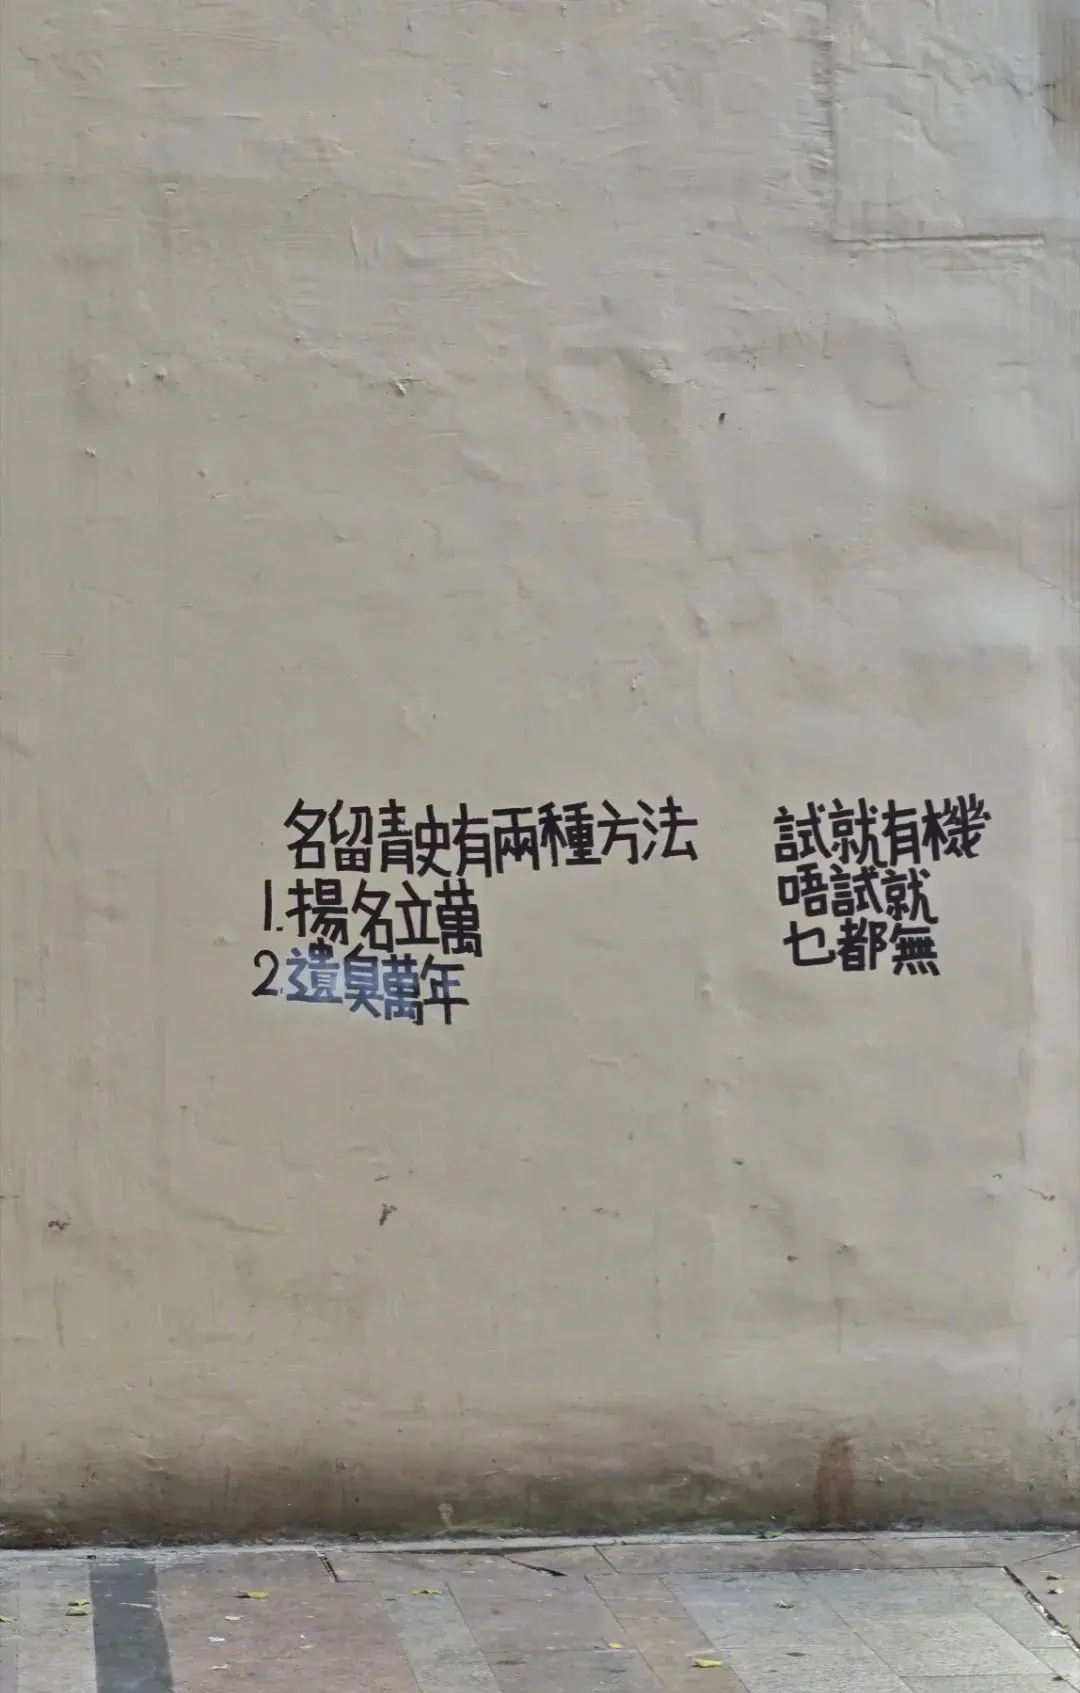 名留青史有兩種方法
1.揚名立萬
2.遺臭萬年
試就有機
唔試就
乜都無